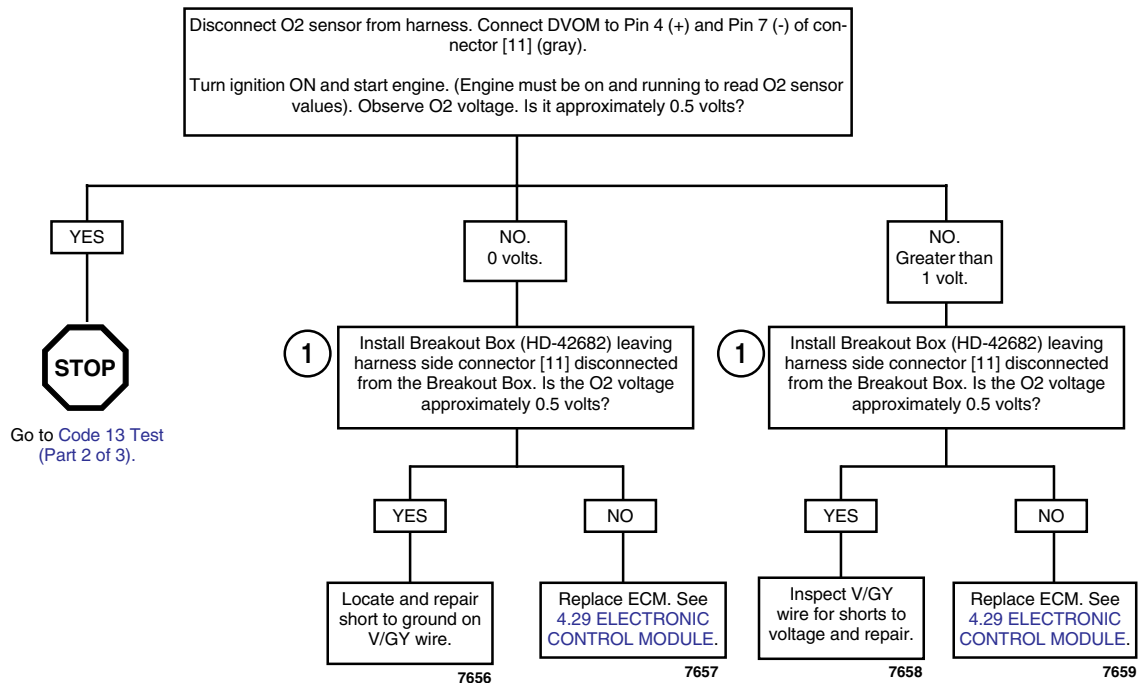 Disconnect O2 sensor from harness. Connect DVOM to Pin 4 (+) and Pin 7 (-) of con-
nector [11] (gray).
Turn ignition ON and start engine. (Engine must be on and running to read O2 sensor
values). Observe O2 voltage. Is it approximately 0.5 volts?
YES
NO.
0 volts.
NO.
Greater than
1 volt.
STOP
Go to Code 13 Test
(Part 2 of 3).
1
Install Breakout Box (HD-42682) leaving
harness side connector [11] disconnected
from the Breakout Box. Is the O2 voltage
approximately 0.5 volts?
1
Install Breakout Box (HD-42682) leaving
harness side connector [11] disconnected
from the Breakout Box. Is the O2 voltage
approximately 0.5 volts?
YES
NO
YES
NO
Locate and repair
short to ground on
V/GY wire.
7656
Replace ECM. See
4.29 ELECTRONIC
CONTROL MODULE.
7657
Inspect V/GY
wire for shorts to
voltage and repair.
7658
Replace ECM. See
4.29 ELECTRONIC
CONTROL MODULE.
7659